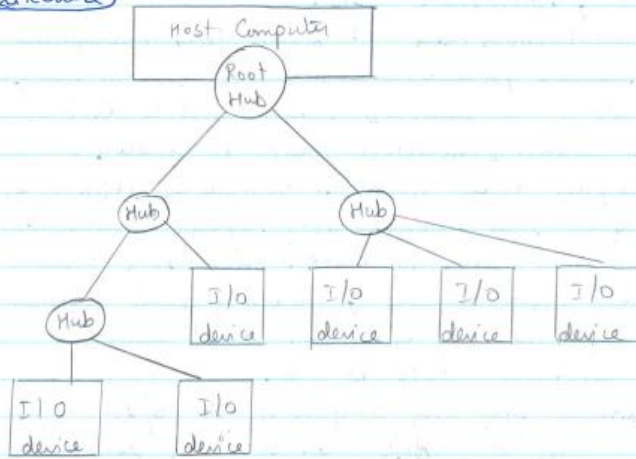 Host Computer
Root
Hub
Hub
Hub
I/O
device
I/O
device
I/O
device
I/O
device
Hub
I/O
device
I/O
device